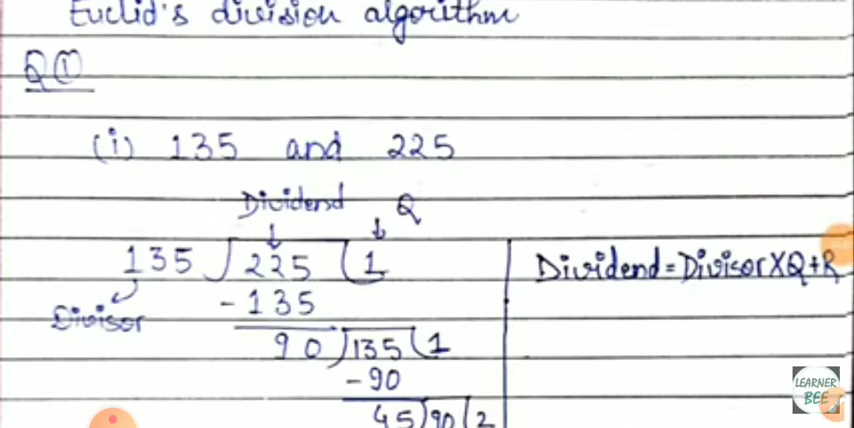 Euclid's division algorithm
Q ①
(i) 135 and 225
Dividend Q
135 225 1 Dividend = Divisor X Q + R
Divisor - 135
90 135 1
- 90
45 90 2
LEARNER
BEE